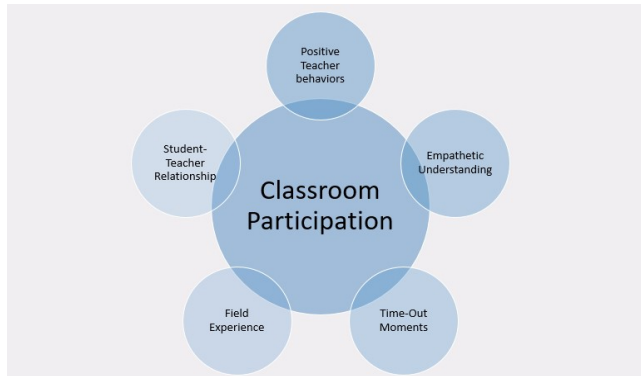 Positive
Teacher
behaviors
Student-
Teacher
Relationship
Empathetic
Understanding
Classroom
Participation
Field
Experience
Time-Out
Moments